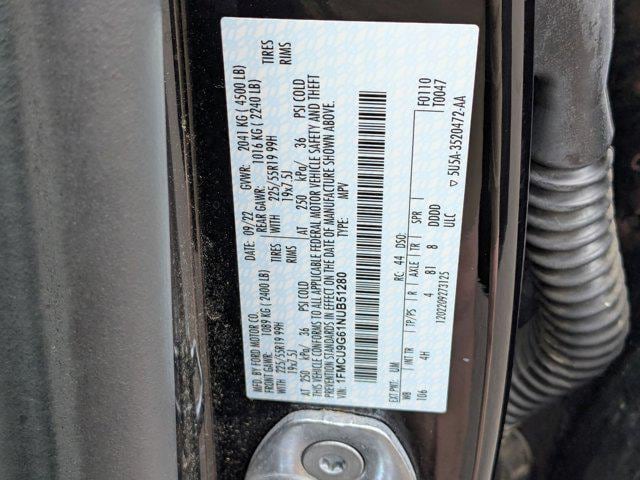 MFD. BY FORD MOTOR CO.
DATE: 09/22 GVWR: 2041 KG ( 4500 LB)
FRONT GAWR: 1089 KG ( 2400 LB) REAR GAWR: 1016 KG ( 2240 LB)
225/55R19 99H TIRES WITH 225/55R19 99H TIRES
19x7.5J RIMS 19x7.5J RIMS
AT 250 kPa/ 36 PSI COLD AT 250 kPa/ 36 PSI COLD
THIS VEHICLE CONFORMS TO ALL APPLICABLE FEDERAL MOTOR VEHICLE SAFETY AND THEFT
PREVENTION STANDARDS IN EFFECT ON THE DATE OF MANUFACTURE SHOWN ABOVE.
VIN: 1FMCU9G61NUB51280 TYPE: MPV
F0110
T0047
EXT PNT: UM RC: 44 DSO:
WB INT TR TP/PS R AXLE TR SPR
106 4H 4 81 8 DDDD
1202209273125 ULC
5U5A-3520472-AA